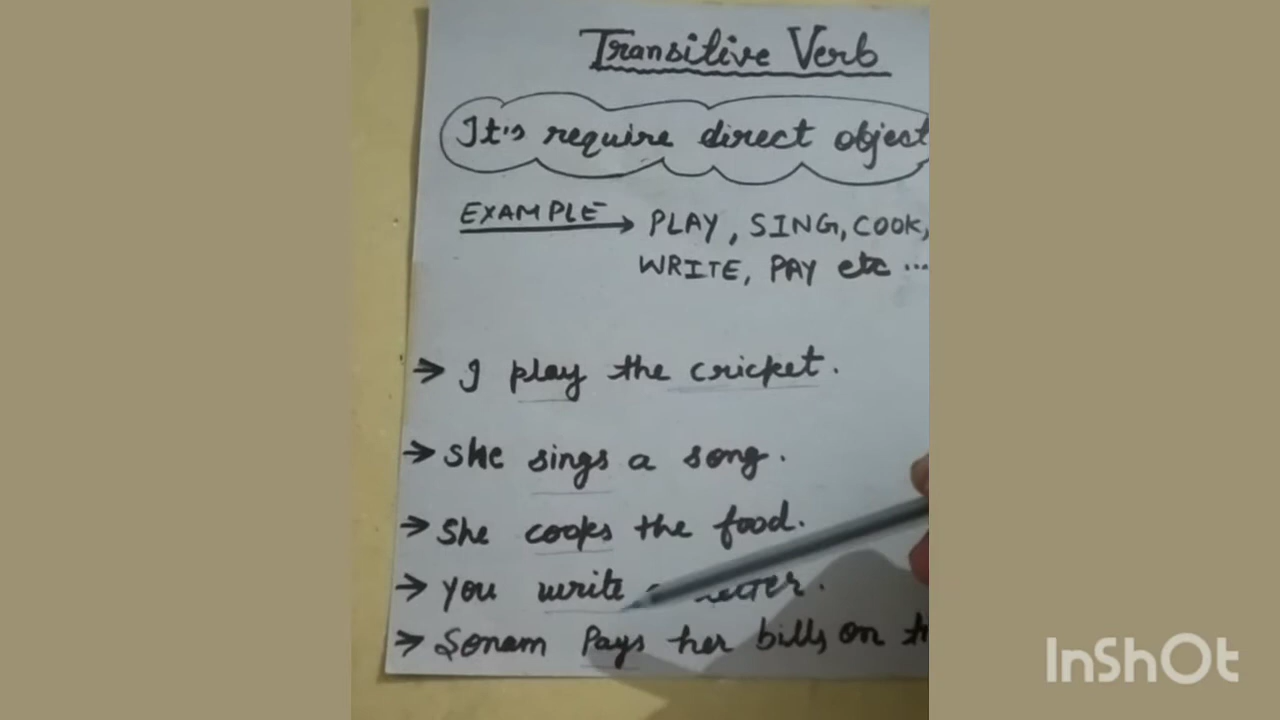 Transitive Verb
It's require direct object
EXAMPLE → PLAY, SING, COOK,
WRITE, PAY etc ...
→ I play the cricket.
→ She sings a song.
→ She cooks the food.
→ You write
→ Sonam Pays her bills on
InShOt